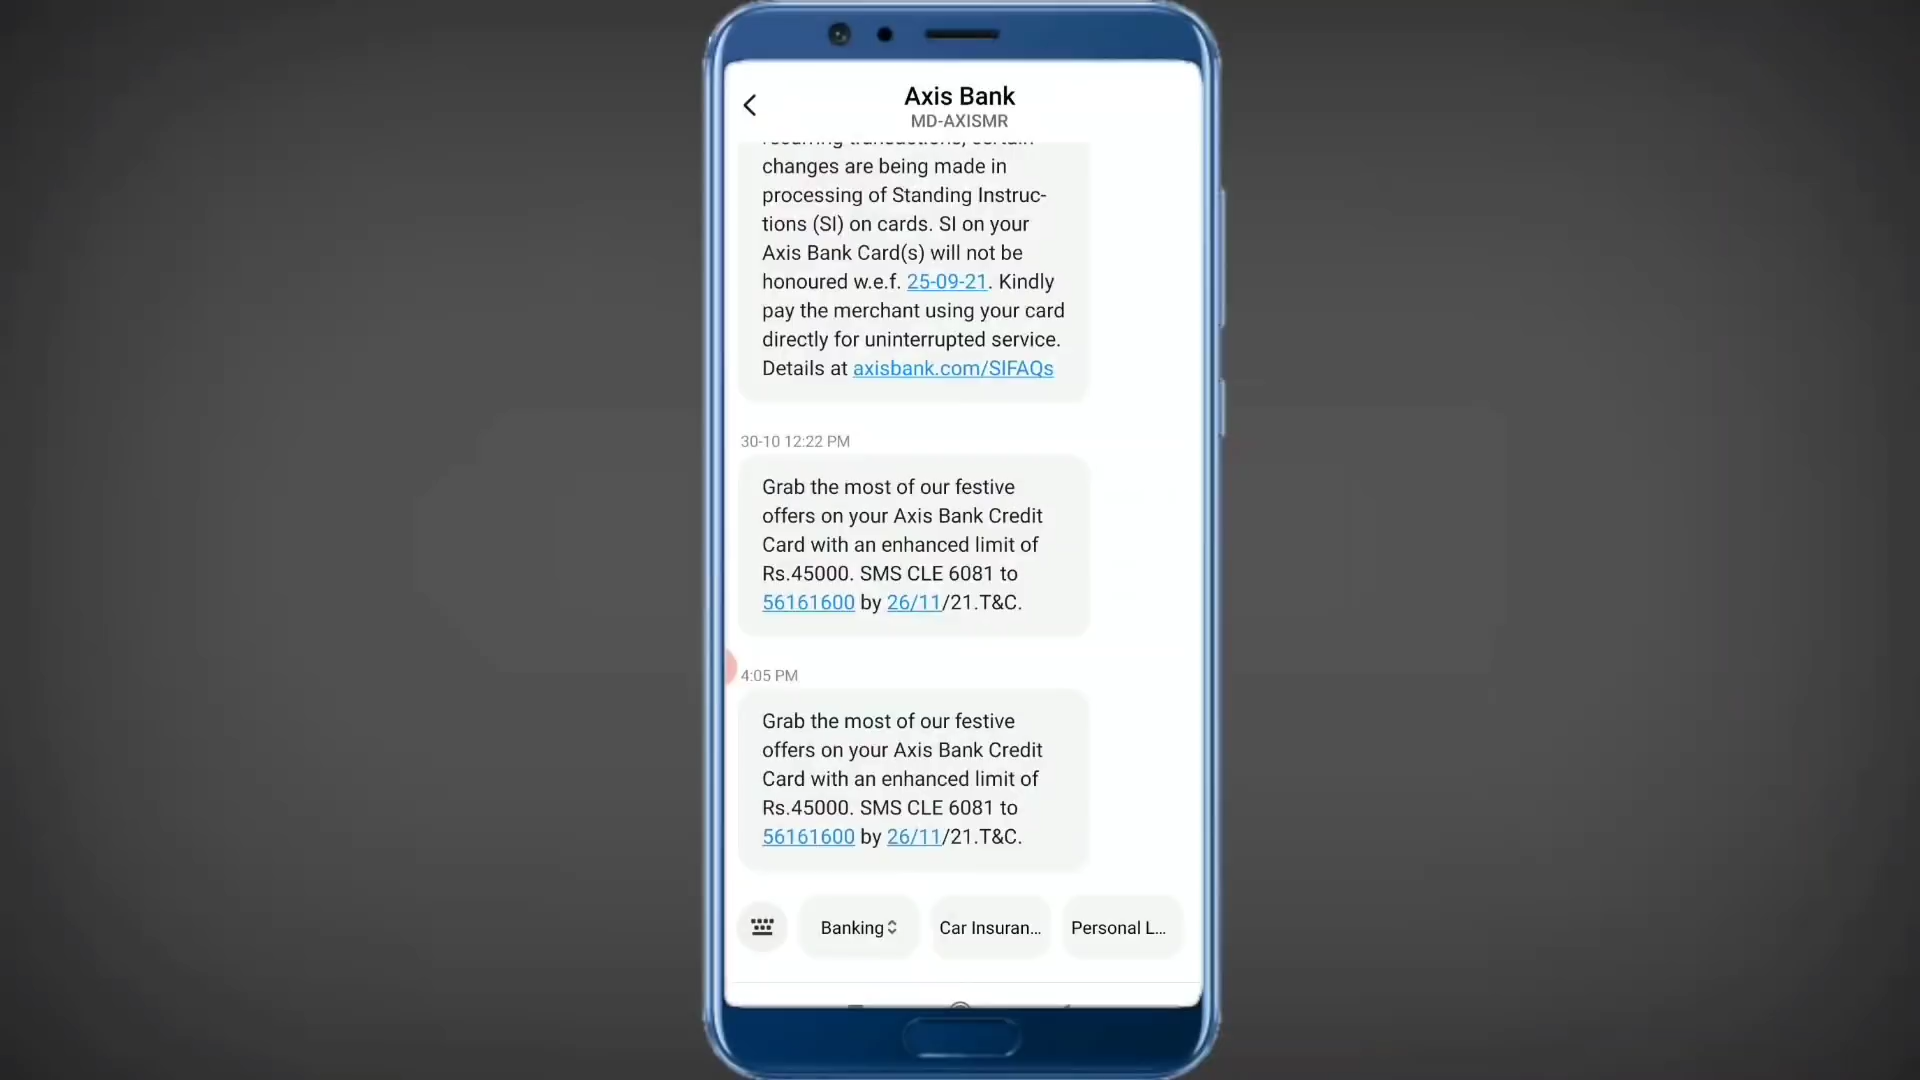 Axis Bank
MD-AXISMR
changes are being made in
processing of Standing Instruc-
tions (SI) on cards. SI on your
Axis Bank Card(s) will not be
honoured w.e.f. 25-09-21. Kindly
pay the merchant using your card
directly for uninterrupted service.
Details at axisbank.com/SIFAQs
30-10 12:22 PM
Grab the most of our festive
offers on your Axis Bank Credit
Card with an enhanced limit of
Rs.45000. SMS CLE 6081 to
56161600 by 26/11/21.T&C.
4:05 PM
Grab the most of our festive
offers on your Axis Bank Credit
Card with an enhanced limit of
Rs.45000. SMS CLE 6081 to
56161600 by 26/11/21.T&C.
Banking Car Insuran... Personal L...